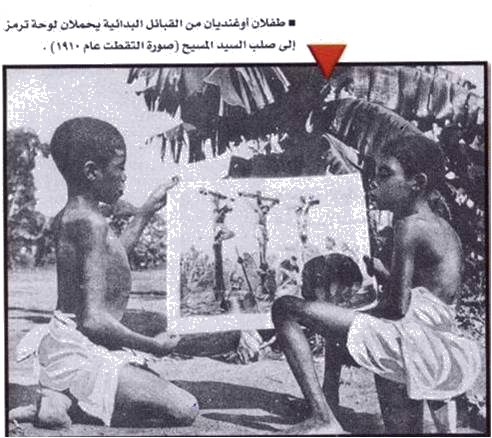 ■ طفلان أوغنديان من القبائل البدائية يحملان لوحة ترمز
إلى صلب السيد المسيح (صورة التقطت عام ١٩١٠) .